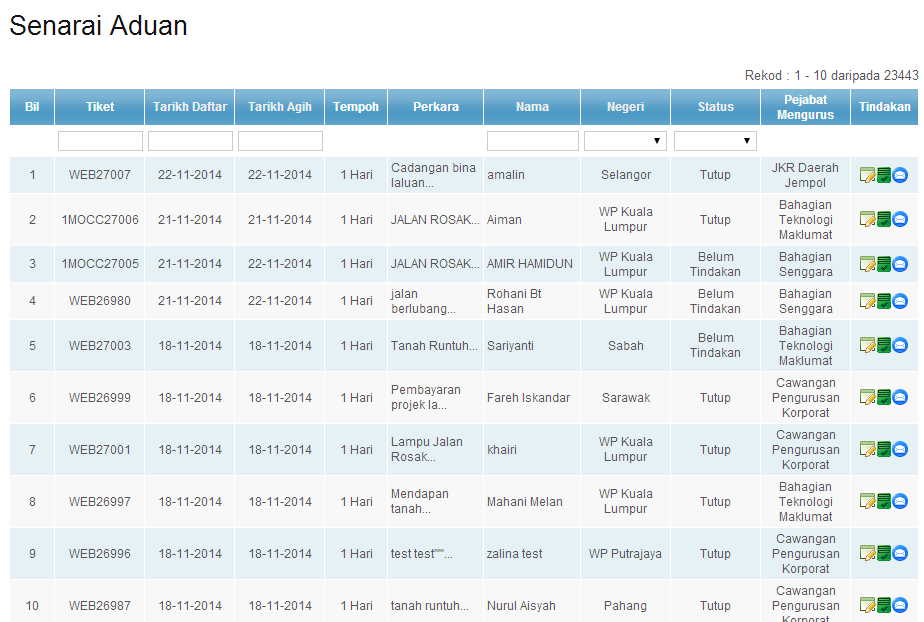 Senarai Aduan
Rekod : 1 - 10 daripada 23443
Bil Tiket Tarikh Daftar Tarikh Agih Tempoh Perkara Nama Negeri Status Pejabat Mengurus Tindakan
1 WEB27007 22-11-2014 22-11-2014 1 Hari Cadangan bina laluan... amalin Selangor Tutup JKR Daerah Jempol
2 1MOCC27006 21-11-2014 21-11-2014 1 Hari JALAN ROSAK... Aiman WP Kuala Lumpur Tutup Bahagian Teknologi Maklumat
3 1MOCC27005 21-11-2014 22-11-2014 1 Hari JALAN ROSAK... AMIR HAMIDUN WP Kuala Lumpur Belum Tindakan Bahagian Senggara
4 WEB26980 21-11-2014 22-11-2014 1 Hari jalan berlubang... Rohani Bt Hasan WP Kuala Lumpur Belum Tindakan Bahagian Senggara
5 WEB27003 18-11-2014 18-11-2014 1 Hari Tanah Runtuh... Sariyanti Sabah Belum Tindakan Bahagian Teknologi Maklumat
6 WEB26999 18-11-2014 18-11-2014 1 Hari Pembayaran projek la... Fareh Iskandar Sarawak Tutup Cawangan Pengurusan Korporat
7 WEB27001 18-11-2014 18-11-2014 1 Hari Lampu Jalan Rosak... khairi WP Kuala Lumpur Tutup Cawangan Pengurusan Korporat
8 WEB26997 18-11-2014 18-11-2014 1 Hari Mendapan tanah... Mahani Melan WP Kuala Lumpur Tutup Bahagian Teknologi Maklumat
9 WEB26996 18-11-2014 18-11-2014 1 Hari test test... zalina test WP Putrajaya Tutup Cawangan Pengurusan Korporat
10 WEB26987 18-11-2014 18-11-2014 1 Hari tanah runtuh... Nurul Aisyah Pahang Tutup Cawangan Pengurusan Korporat